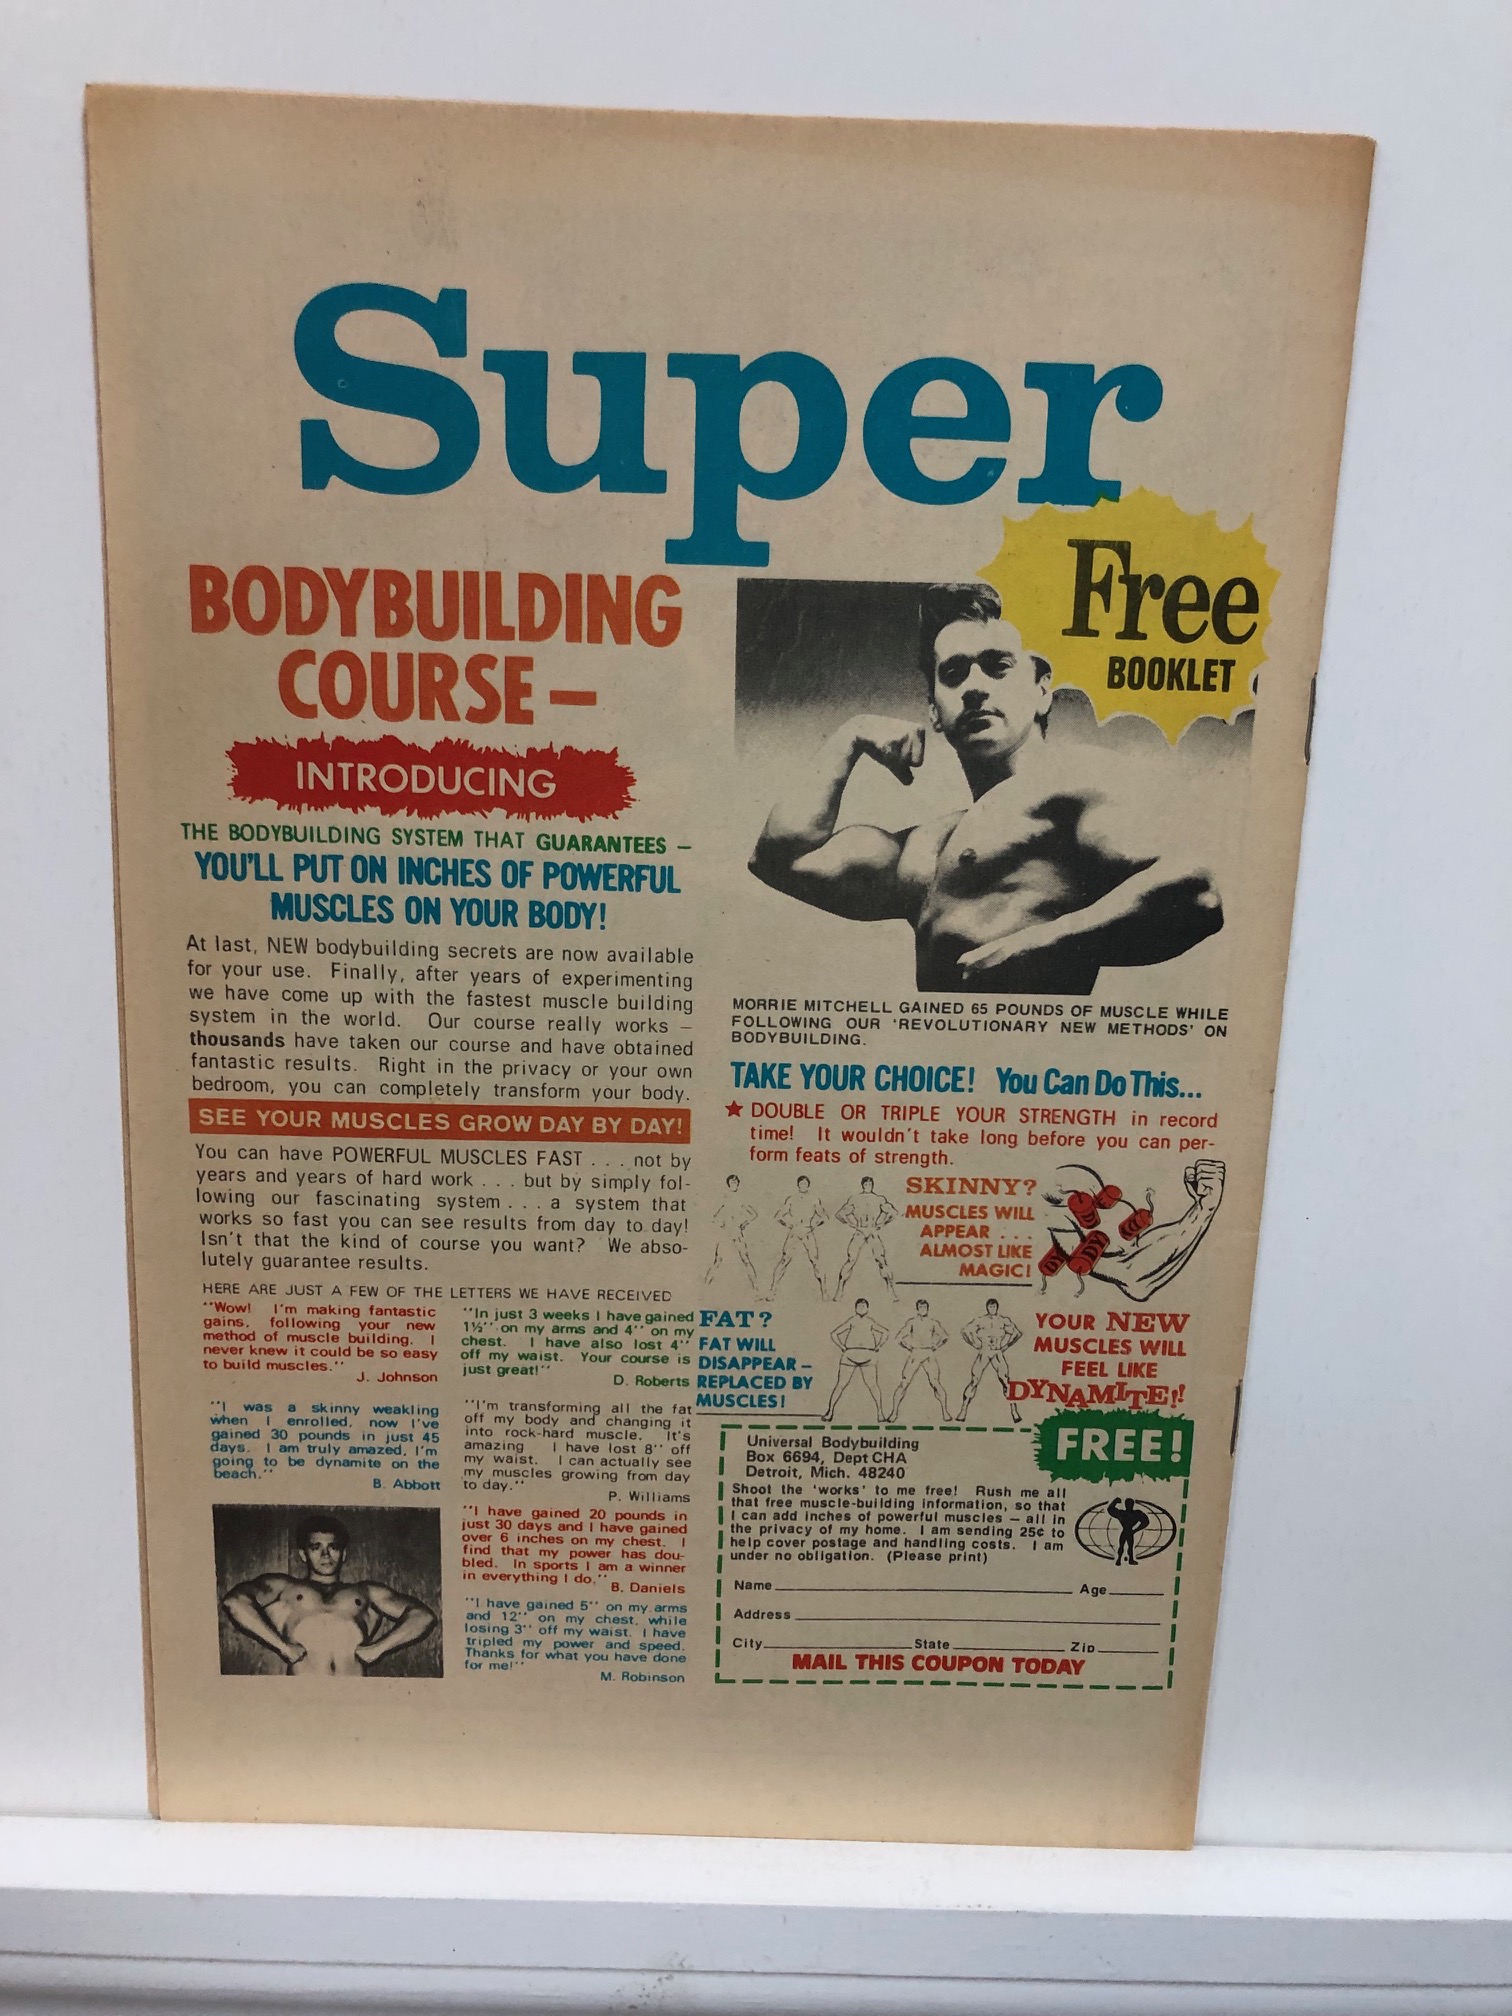 Super
Free
BOOKLET
BODYBUILDING
COURSE—
INTRODUCING
THE BODYBUILDING SYSTEM THAT GUARANTEES —
YOU'LL PUT ON INCHES OF POWERFUL
MUSCLES ON YOUR BODY!
At last, NEW bodybuilding secrets are now available
for your use. Finally, after years of experimenting
we have come up with the fastest muscle building
system in the world. Our course really works —
thousands have taken our course and have obtained
fantastic results. Right in the privacy or your own
bedroom, you can completely transform your body.
SEE YOUR MUSCLES GROW DAY BY DAY!
You can have POWERFUL MUSCLES FAST . . . not by
years and years of hard work . . . but by simply fol-
lowing our fascinating system . . . a system that
works so fast you can see results from day to day!
Isn't that the kind of course you want? We abso-
lutely guarantee results.
HERE ARE JUST A FEW OF THE LETTERS WE HAVE RECEIVED
"Wow! I'm making fantastic
gains, following your new
method of muscle building. I
never knew it could be so easy
to build muscles."
J. Johnson
"I was a skinny weakling
when I enrolled, now I've
gained 30 pounds in just 45
days. I am truly amazed, I'm
going to be dynamite on the
beach."
B. Abbott
"In just 3 weeks I have gained
1½" on my arms and 4" on my
chest. I have also lost 4"
off my waist. Your course is
just great!"
D. Roberts
"I'm transforming all the fat
off my body and changing it
into rock-hard muscle. It's
amazing I have lost 8" off
my waist. I can actually see
my muscles growing from day
to day."
P. Williams
"I have gained 20 pounds in
just 30 days and I have gained
over 6 inches on my chest. I
find that my power has dou-
bled. In sports I am a winner
in everything I do."
B. Daniels
"I have gained 5" on my arms
and 12" on my chest, while
losing 3" off my waist. I have
tripled my power and speed.
Thanks for what you have done
for me!"
M. Robinson
MORRIE MITCHELL GAINED 65 POUNDS OF MUSCLE WHILE
FOLLOWING OUR 'REVOLUTIONARY NEW METHODS' ON
BODYBUILDING.
TAKE YOUR CHOICE! You Can Do This...
★ DOUBLE OR TRIPLE YOUR STRENGTH in record
time! It wouldn't take long before you can per-
form feats of strength.
SKINNY?
MUSCLES WILL
APPEAR . . .
ALMOST LIKE
MAGIC!
DY
DY
FAT?
FAT WILL
DISAPPEAR —
REPLACED BY
MUSCLES!
YOUR NEW
MUSCLES WILL
FEEL LIKE
DYNAMITE!!
FREE!
Universal Bodybuilding
Box 6694, Dept CHA
Detroit, Mich. 48240
Shoot the 'works' to me free! Rush me all
that free muscle-building information, so that
I can add inches of powerful muscles — all in
the privacy of my home. I am sending 25¢ to
help cover postage and handling costs. I am
under no obligation. (Please print)
Name Age
Address
City State Zip
MAIL THIS COUPON TODAY